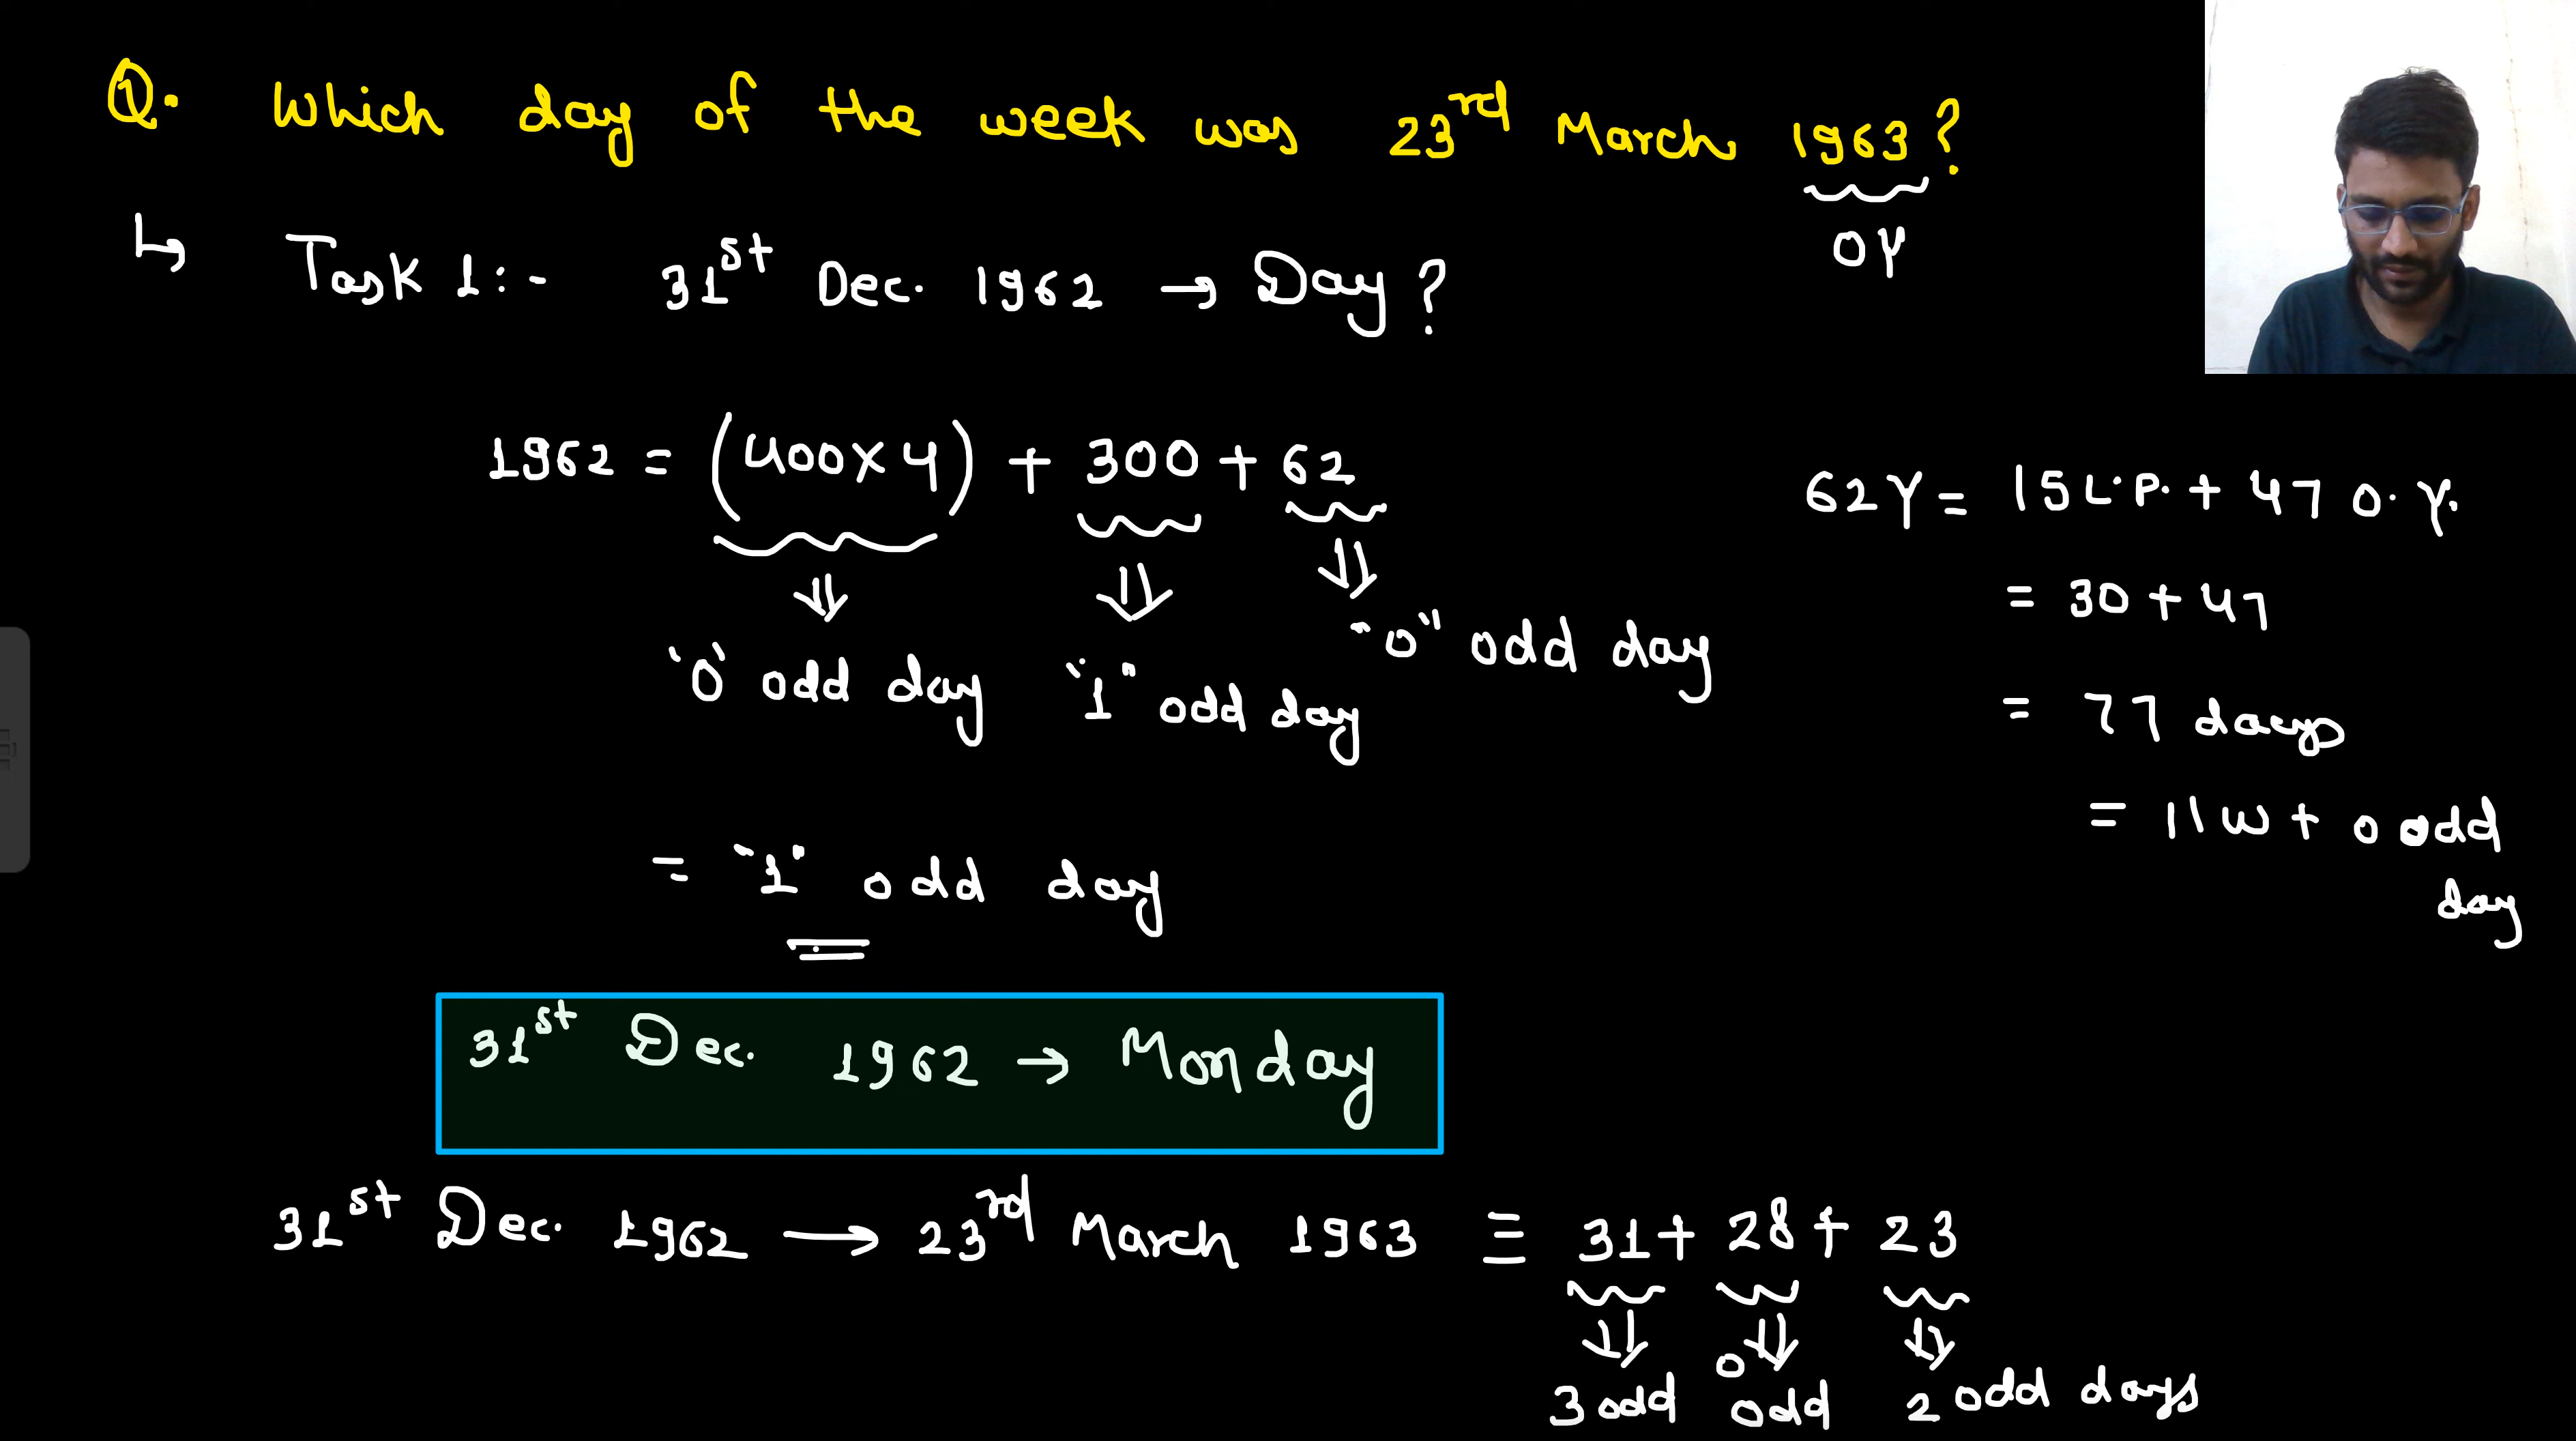 Q. Which day of the week was 23rd March 1963?
OY
↳ Task 1:- 31st Dec. 1962 → Day?
1962 = (400×4) + 300 + 62
'0' odd day "1" odd day "0" odd day
= "1" odd day
62Y = 15 L.P. + 47 O.Y.
= 30 + 47
= 77 days
= 11W + 0 odd
day
31st Dec. 1962 → Monday
31st Dec. 1962 → 23rd March 1963 ≡ 31 + 28 + 23
3 odd 0 odd 2 odd days